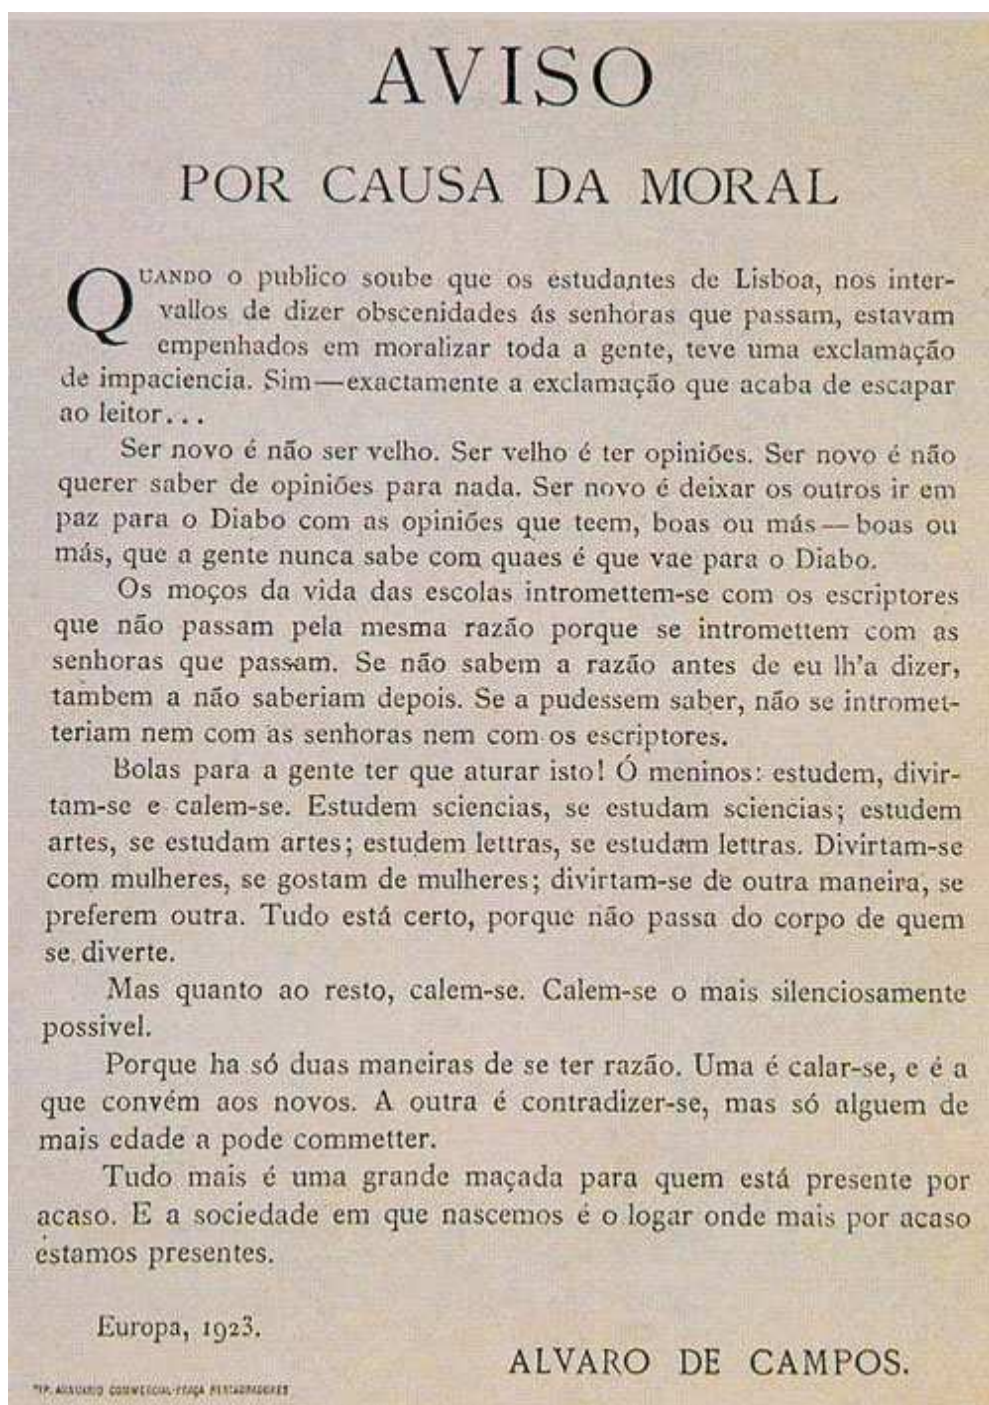 AVISO
POR CAUSA DA MORAL
QUANDO o publico soube que os estudantes de Lisboa, nos inter-
vallos de dizer obscenidades ás senhoras que passam, estavam
empenhados em moralizar toda a gente, teve uma exclamação
de impaciencia. Sim—exactamente a exclamação que acaba de escapar
ao leitor...
Ser novo é não ser velho. Ser velho é ter opiniões. Ser novo é não
querer saber de opiniões para nada. Ser novo é deixar os outros ir em
paz para o Diabo com as opiniões que teem, boas ou más — boas ou
más, que a gente nunca sabe com quaes é que vae para o Diabo.
Os moços da vida das escolas intromettem-se com os escriptores
que não passam pela mesma razão porque se intromettem com as
senhoras que passam. Se não sabem a razão antes de eu lh'a dizer,
tambem a não saberiam depois. Se a pudessem saber, não se intromet-
teriam nem com as senhoras nem com os escriptores.
Bolas para a gente ter que aturar isto! Ó meninos: estudem, divir-
tam-se e calem-se. Estudem sciencias, se estudam sciencias; estudem
artes, se estudam artes; estudem lettras, se estudam lettras. Divirtam-se
com mulheres, se gostam de mulheres; divirtam-se de outra maneira, se
preferem outra. Tudo está certo, porque não passa do corpo de quem
se diverte.
Mas quanto ao resto, calem-se. Calem-se o mais silenciosamente
possivel.
Porque ha só duas maneiras de se ter razão. Uma é calar-se, e é a
que convém aos novos. A outra é contradizer-se, mas só alguem de
mais edade a pode commetter.
Tudo mais é uma grande maçada para quem está presente por
acaso. E a sociedade em que nascemos é o logar onde mais por acaso
estamos presentes.
Europa, 1923.
ALVARO DE CAMPOS.
TIP. ANNUARIO COMMERCIAL-PRAÇA RESTAURADORES